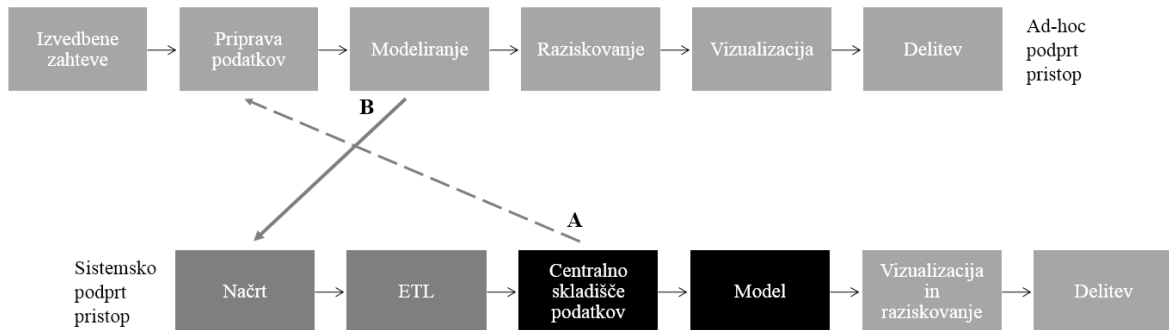 Izvedbene
zahteve
Priprava
podatkov
Modeliranje
Raziskovanje
Vizualizacija
Delitev
Ad-hoc
podprt
pristop
B
A
Sistemsko
podprt
pristop
Načrt
ETL
Centralno
skladišče
podatkov
Model
Vizualizacija
in
raziskovanje
Delitev